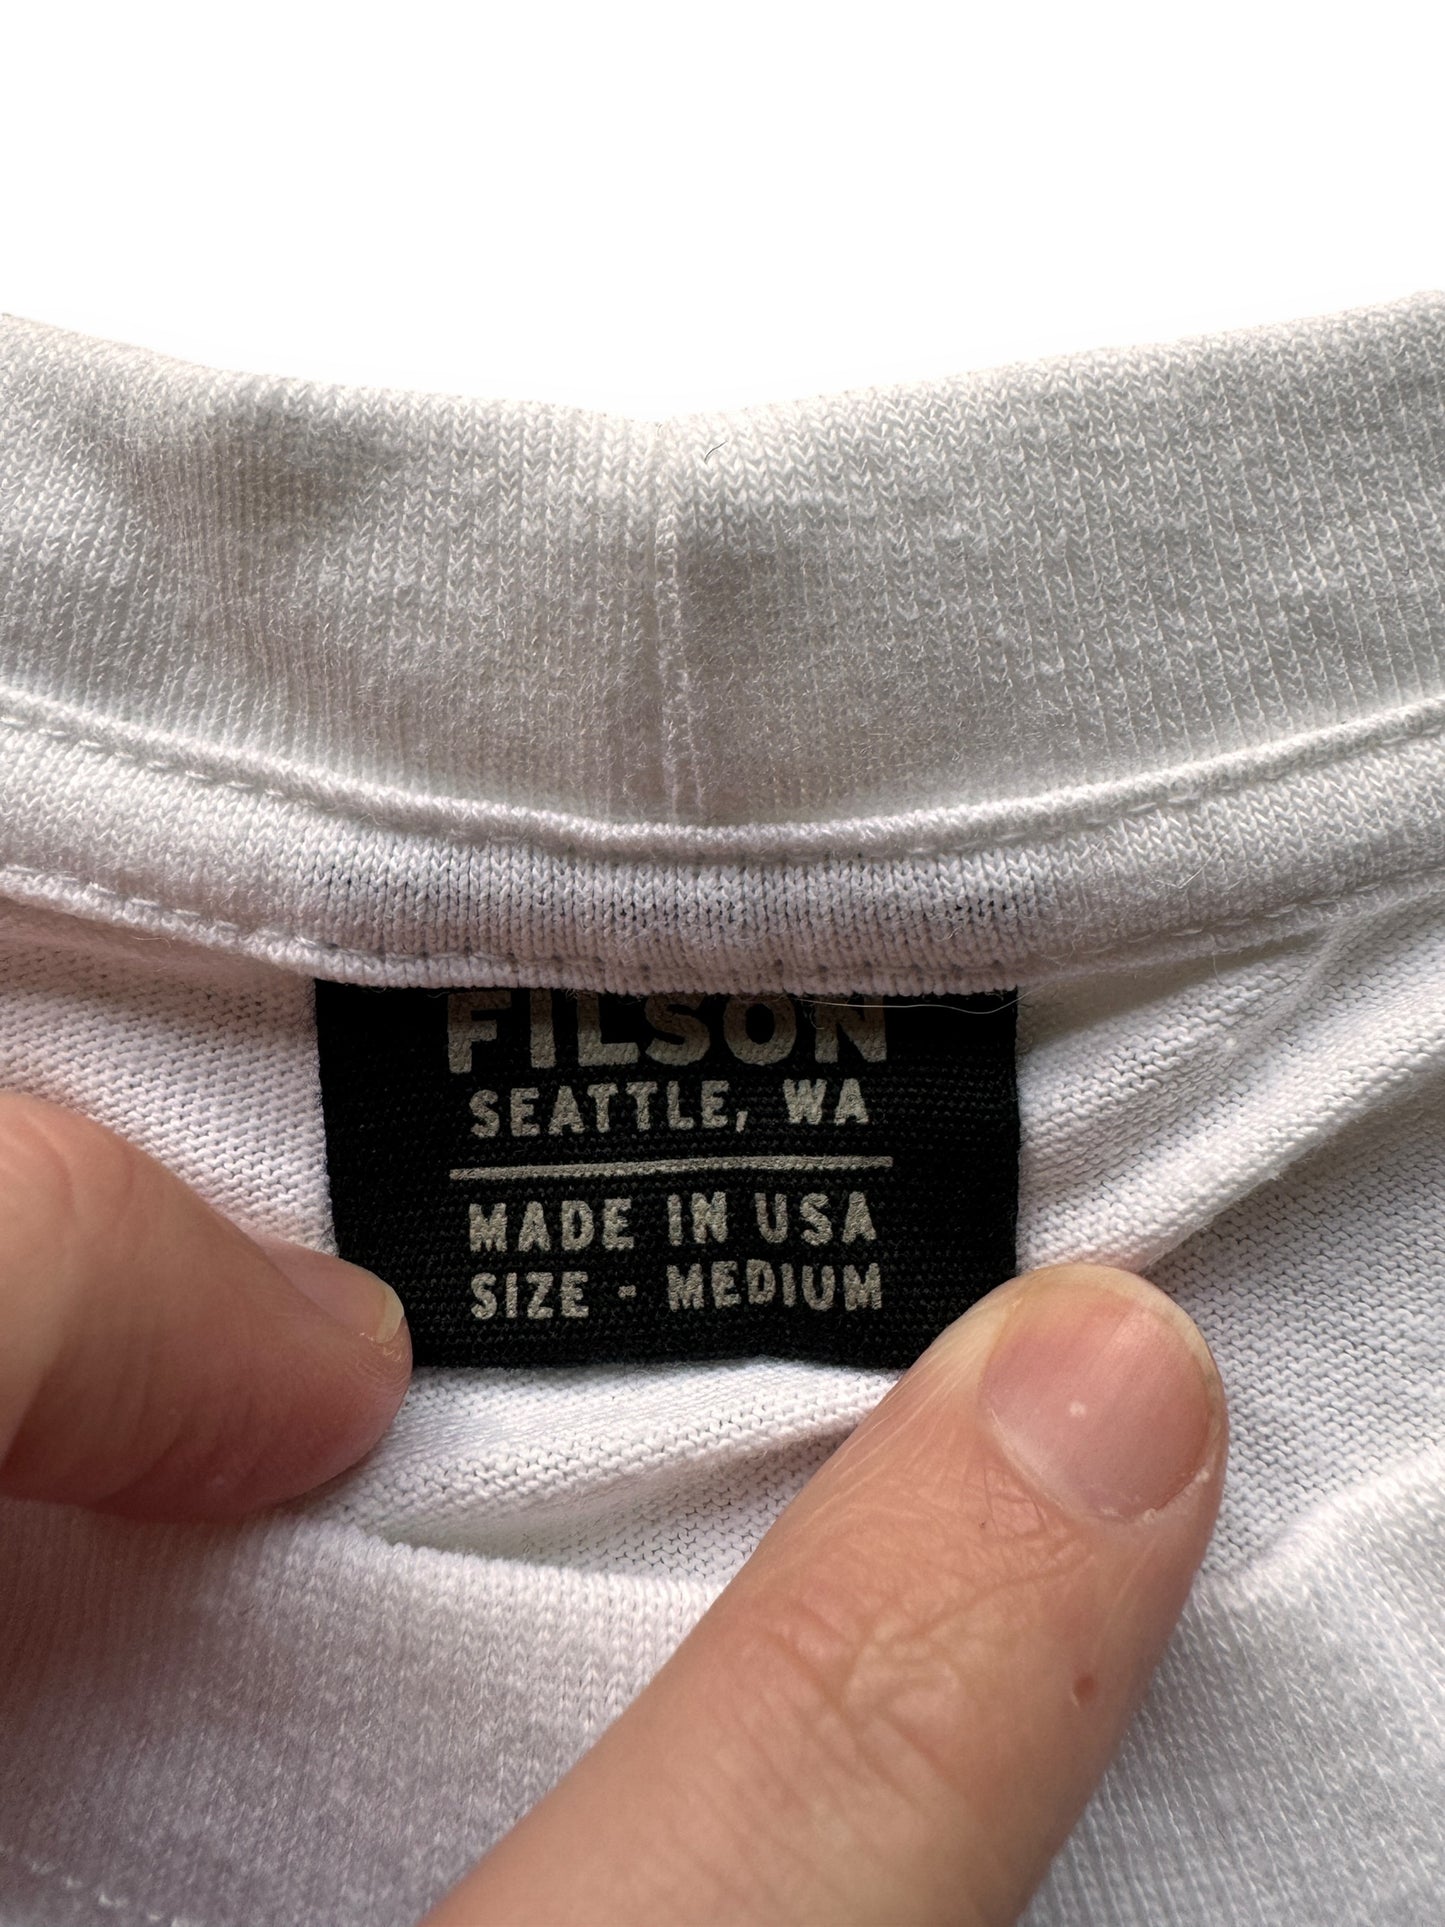 FILSON
SEATTLE, WA
MADE IN USA
SIZE - MEDIUM